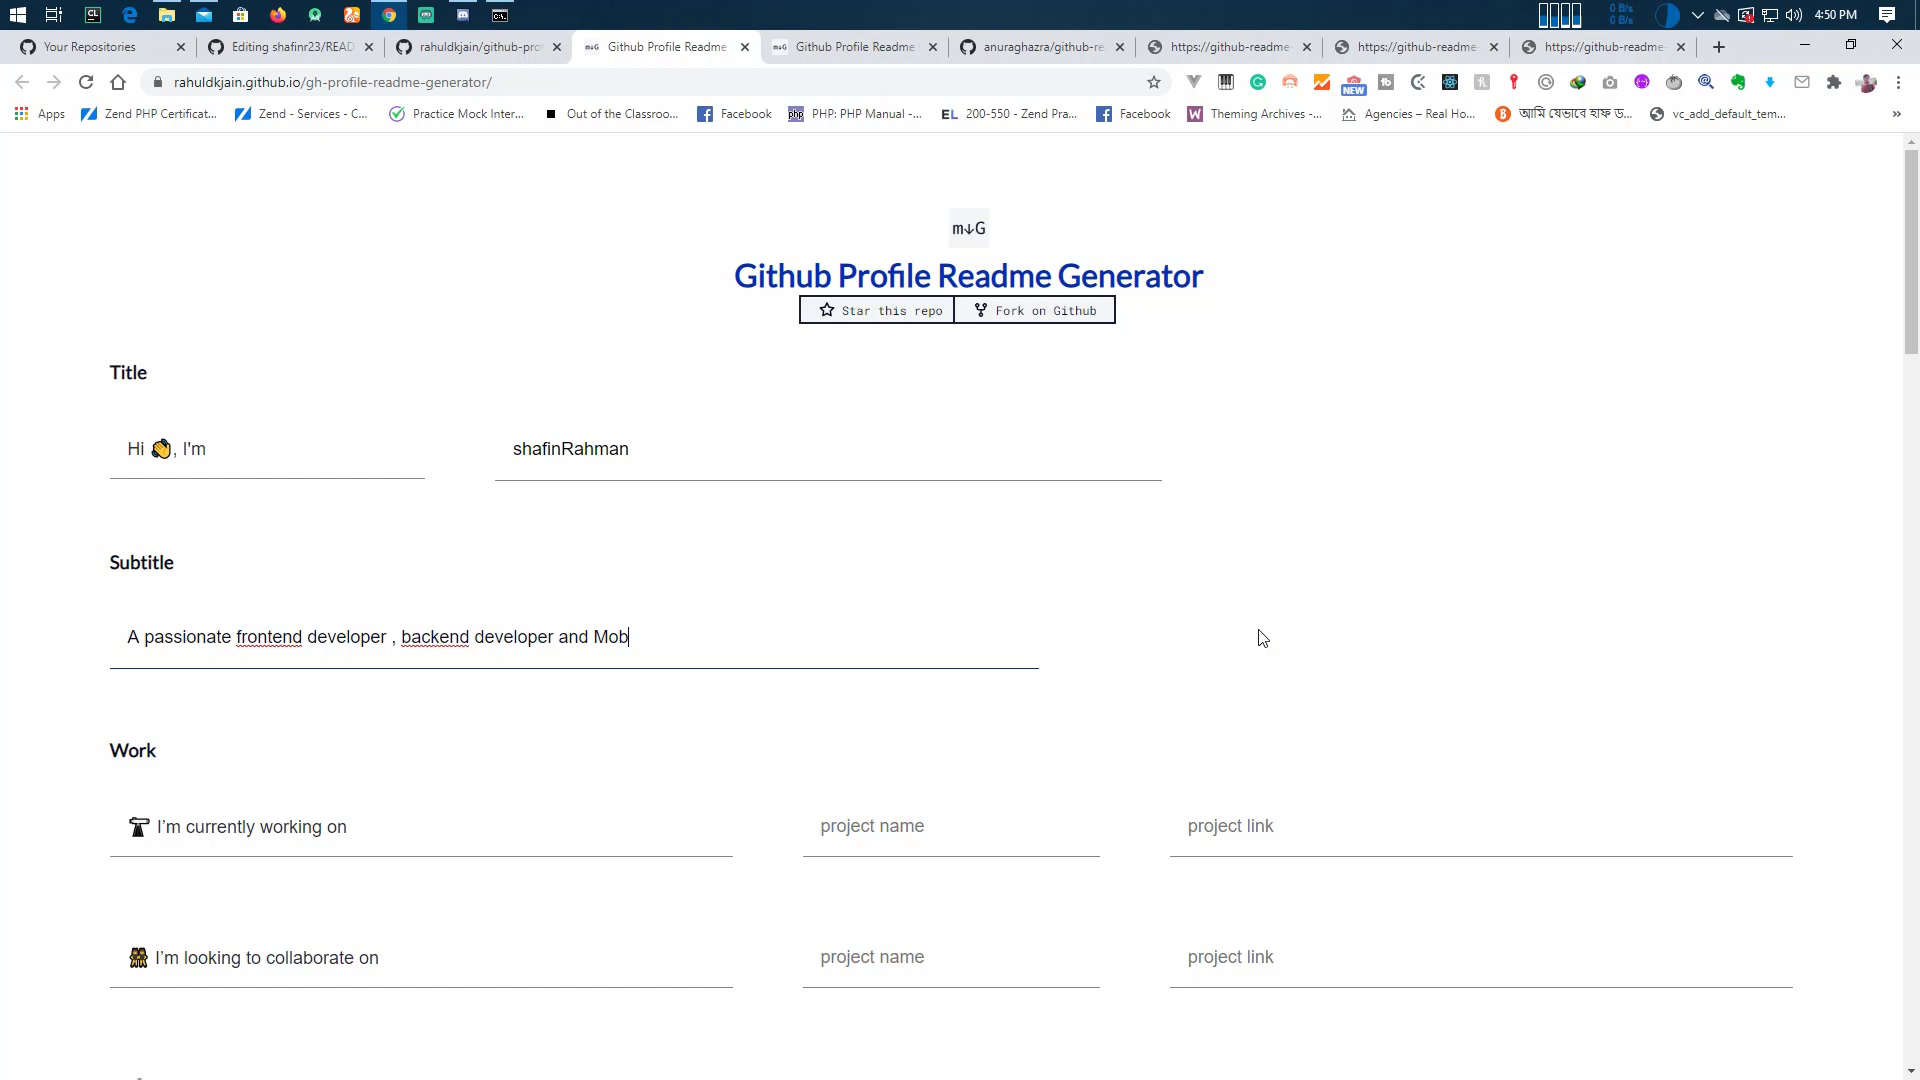 0 B/s
0 B/s
4:50 PM
Your Repositories
Editing shafinr23/READ
rahuldkjain/github-pro
Github Profile Readme
Github Profile Readme
anuraghazra/github-re
https://github-readme-
https://github-readme-
https://github-readme-
rahuldkjain.github.io/gh-profile-readme-generator/
NEW
Apps
Zend PHP Certificat...
Zend - Services - C...
Practice Mock Inter...
Out of the Classroo...
Facebook
PHP: PHP Manual -...
200-550 - Zend Pra...
Facebook
Theming Archives -...
Agencies – Real Ho...
আমি যেভাবে হাফ ড...
vc_add_default_tem...
m↓G
Github Profile Readme Generator
Star this repo
Fork on Github
Title
Hi 👋, I'm
shafinRahman
Subtitle
A passionate frontend developer , backend developer and Mob
Work
🔭 I'm currently working on
project name
project link
👯 I'm looking to collaborate on
project name
project link